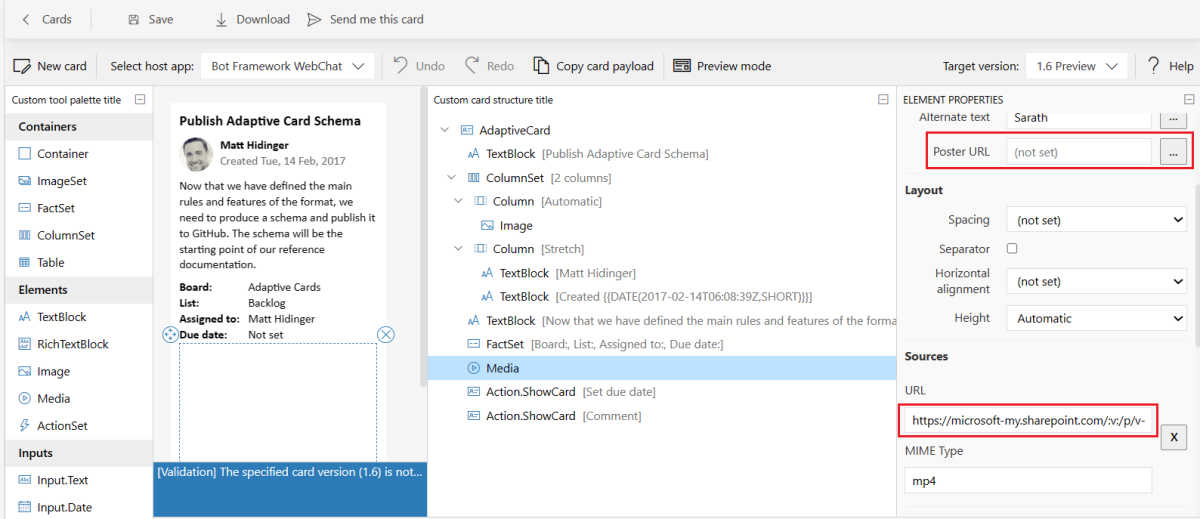 Cards
Save
Download
Send me this card
New card
Select host app:
Bot Framework WebChat
Undo
Redo
Copy card payload
Preview mode
Target version:
1.6 Preview
?
Help
Custom tool palette title
Containers
Container
ImageSet
FactSet
ColumnSet
Table
Elements
TextBlock
RichTextBlock
Image
Media
ActionSet
Inputs
Input.Text
Input.Date
Publish Adaptive Card Schema
Matt Hidinger
Created Tue, 14 Feb, 2017
Now that we have defined the main
rules and features of the format, we
need to produce a schema and publish it
to GitHub. The schema will be the
starting point of our reference
documentation.
Board: Adaptive Cards
List: Backlog
Assigned to: Matt Hidinger
Due date: Not set
[Validation] The specified card version (1.6) is not...
Custom card structure title
AdaptiveCard
TextBlock [Publish Adaptive Card Schema]
ColumnSet [2 columns]
Column [Automatic]
Image
Column [Stretch]
TextBlock [Matt Hidinger]
TextBlock [Created {{DATE(2017-02-14T06:08:39Z,SHORT)}}]
TextBlock [Now that we have defined the main rules and features of the forma
FactSet [Board:, List:, Assigned to:, Due date:]
Media
Action.ShowCard [Set due date]
Action.ShowCard [Comment]
ELEMENT PROPERTIES
Alternate text Sarath ...
Poster URL (not set) ...
Layout
Spacing (not set)
Separator
Horizontal
alignment (not set)
Height Automatic
Sources
URL
https://microsoft-my.sharepoint.com/:v:/p/v-
X
MIME Type
mp4